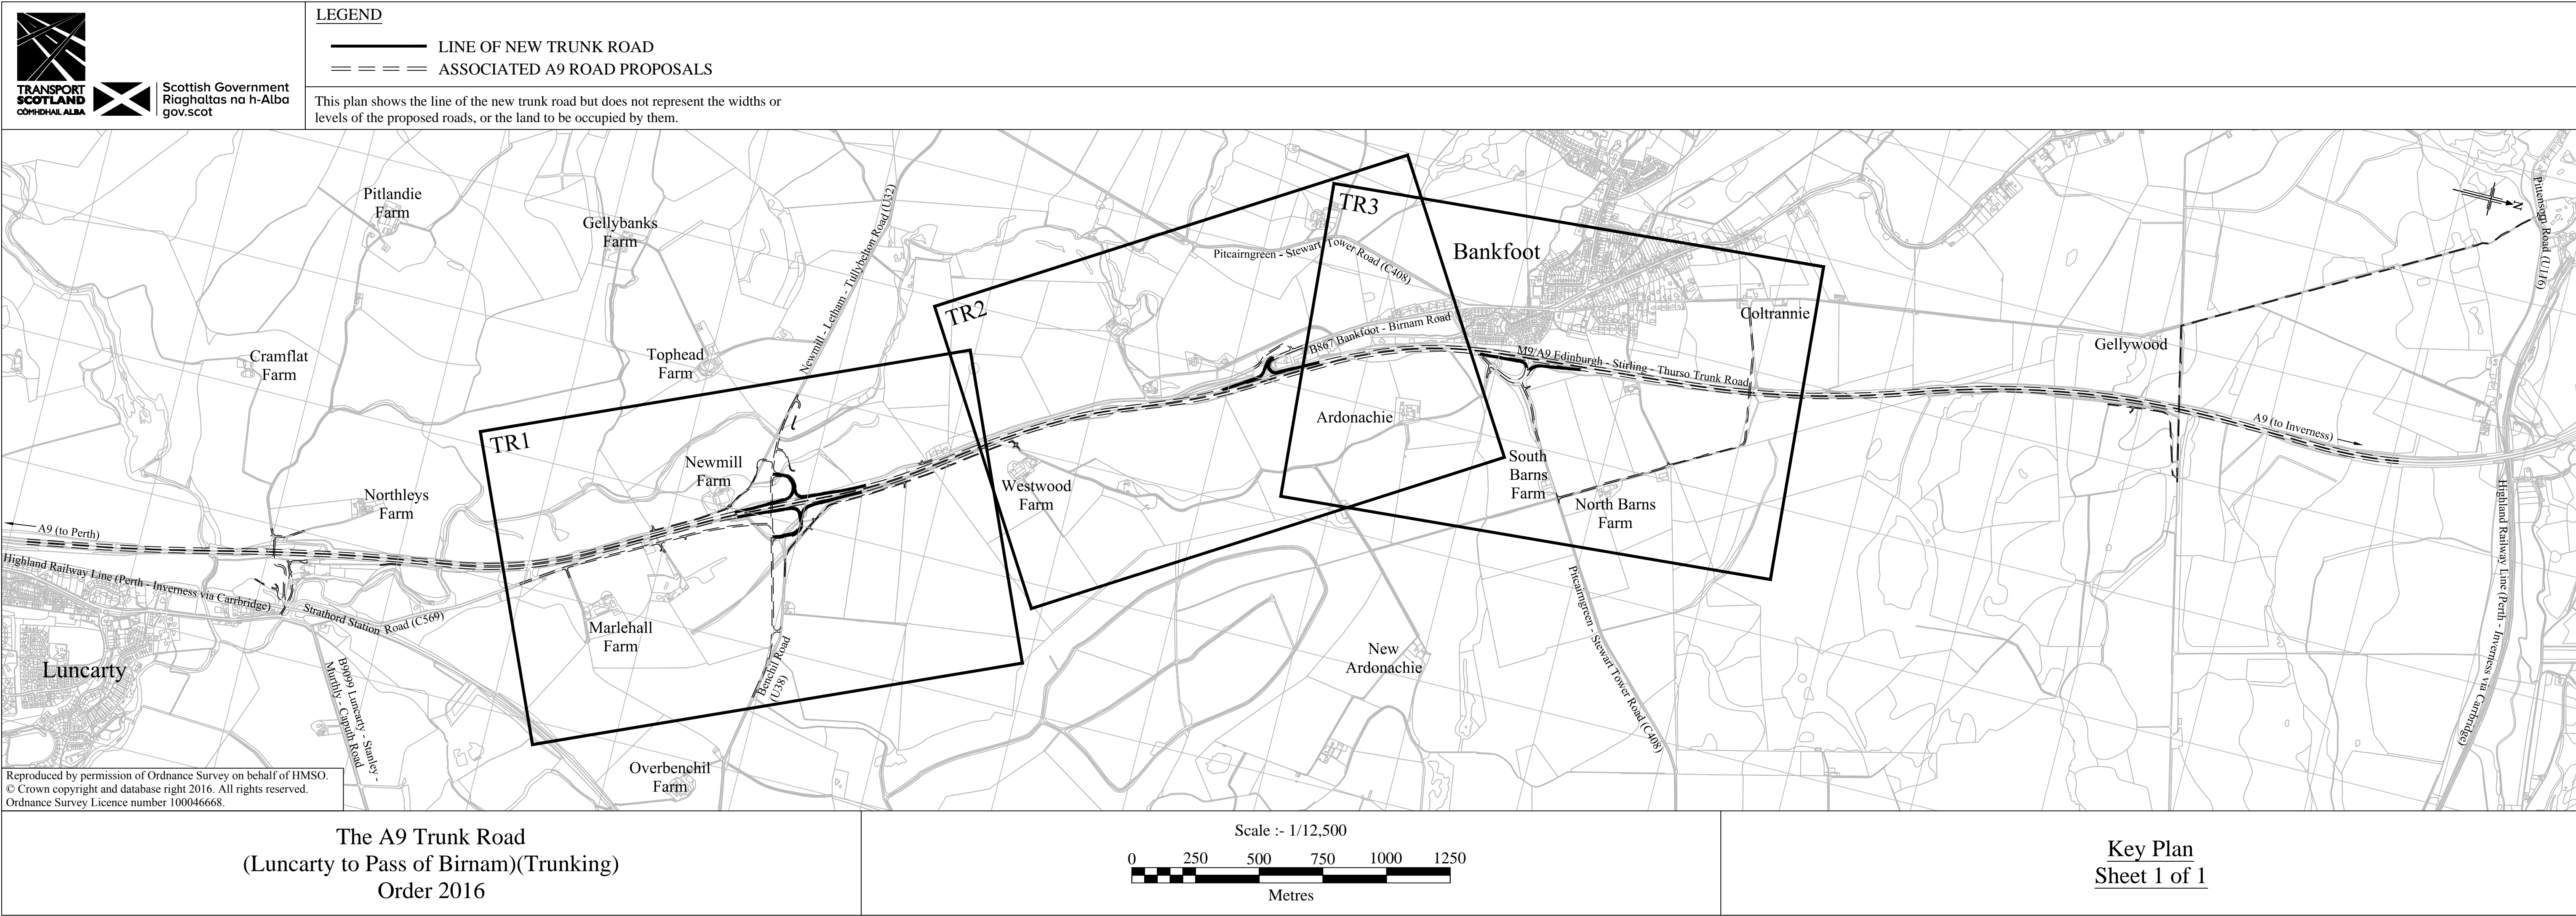 LEGEND
LINE OF NEW TRUNK ROAD
ASSOCIATED A9 ROAD PROPOSALS
TRANSPORT
SCOTLAND
CÒMHDHAIL ALBA
Scottish Government
Riaghaltas na h-Alba
gov.scot
This plan shows the line of the new trunk road but does not represent the widths or
levels of the proposed roads, or the land to be occupied by them.
Pitlandie
Farm
Gellybanks
Farm
Newmill - Letham - Tullybelton Road (U32)
Cramflat
Farm
Tophead
Farm
Northleys
Farm
Newmill
Farm
TR1
TR2
TR3
Pitcairngreen - Stewart Tower Road (C408)
Bankfoot
B867 Bankfoot - Birnam Road
M9/A9 Edinburgh - Stirling - Thurso Trunk Road
Coltrannie
Gellywood
Pittensorn Road (U116)
N
A9 (to Inverness)
Ardonachie
Westwood
Farm
South
Barns
Farm
North Barns
Farm
A9 (to Perth)
Highland Railway Line (Perth - Inverness via Carrbridge)
Strathord Station Road (C569)
Marlehall
Farm
Luncarty
B9099 Luncarty - Stanley -
Murthly - Caputh Road
Benchil Road
(U38)
Overbenchil
Farm
New
Ardonachie
Pitcairngreen - Stewart Tower Road (C408)
Highland Railway Line (Perth - Inverness via Carrbridge)
Reproduced by permission of Ordnance Survey on behalf of HMSO.
© Crown copyright and database right 2016. All rights reserved.
Ordnance Survey Licence number 100046668.
The A9 Trunk Road
(Luncarty to Pass of Birnam)(Trunking)
Order 2016
Scale :- 1/12,500
0 250 500 750 1000 1250
Metres
Key Plan
Sheet 1 of 1